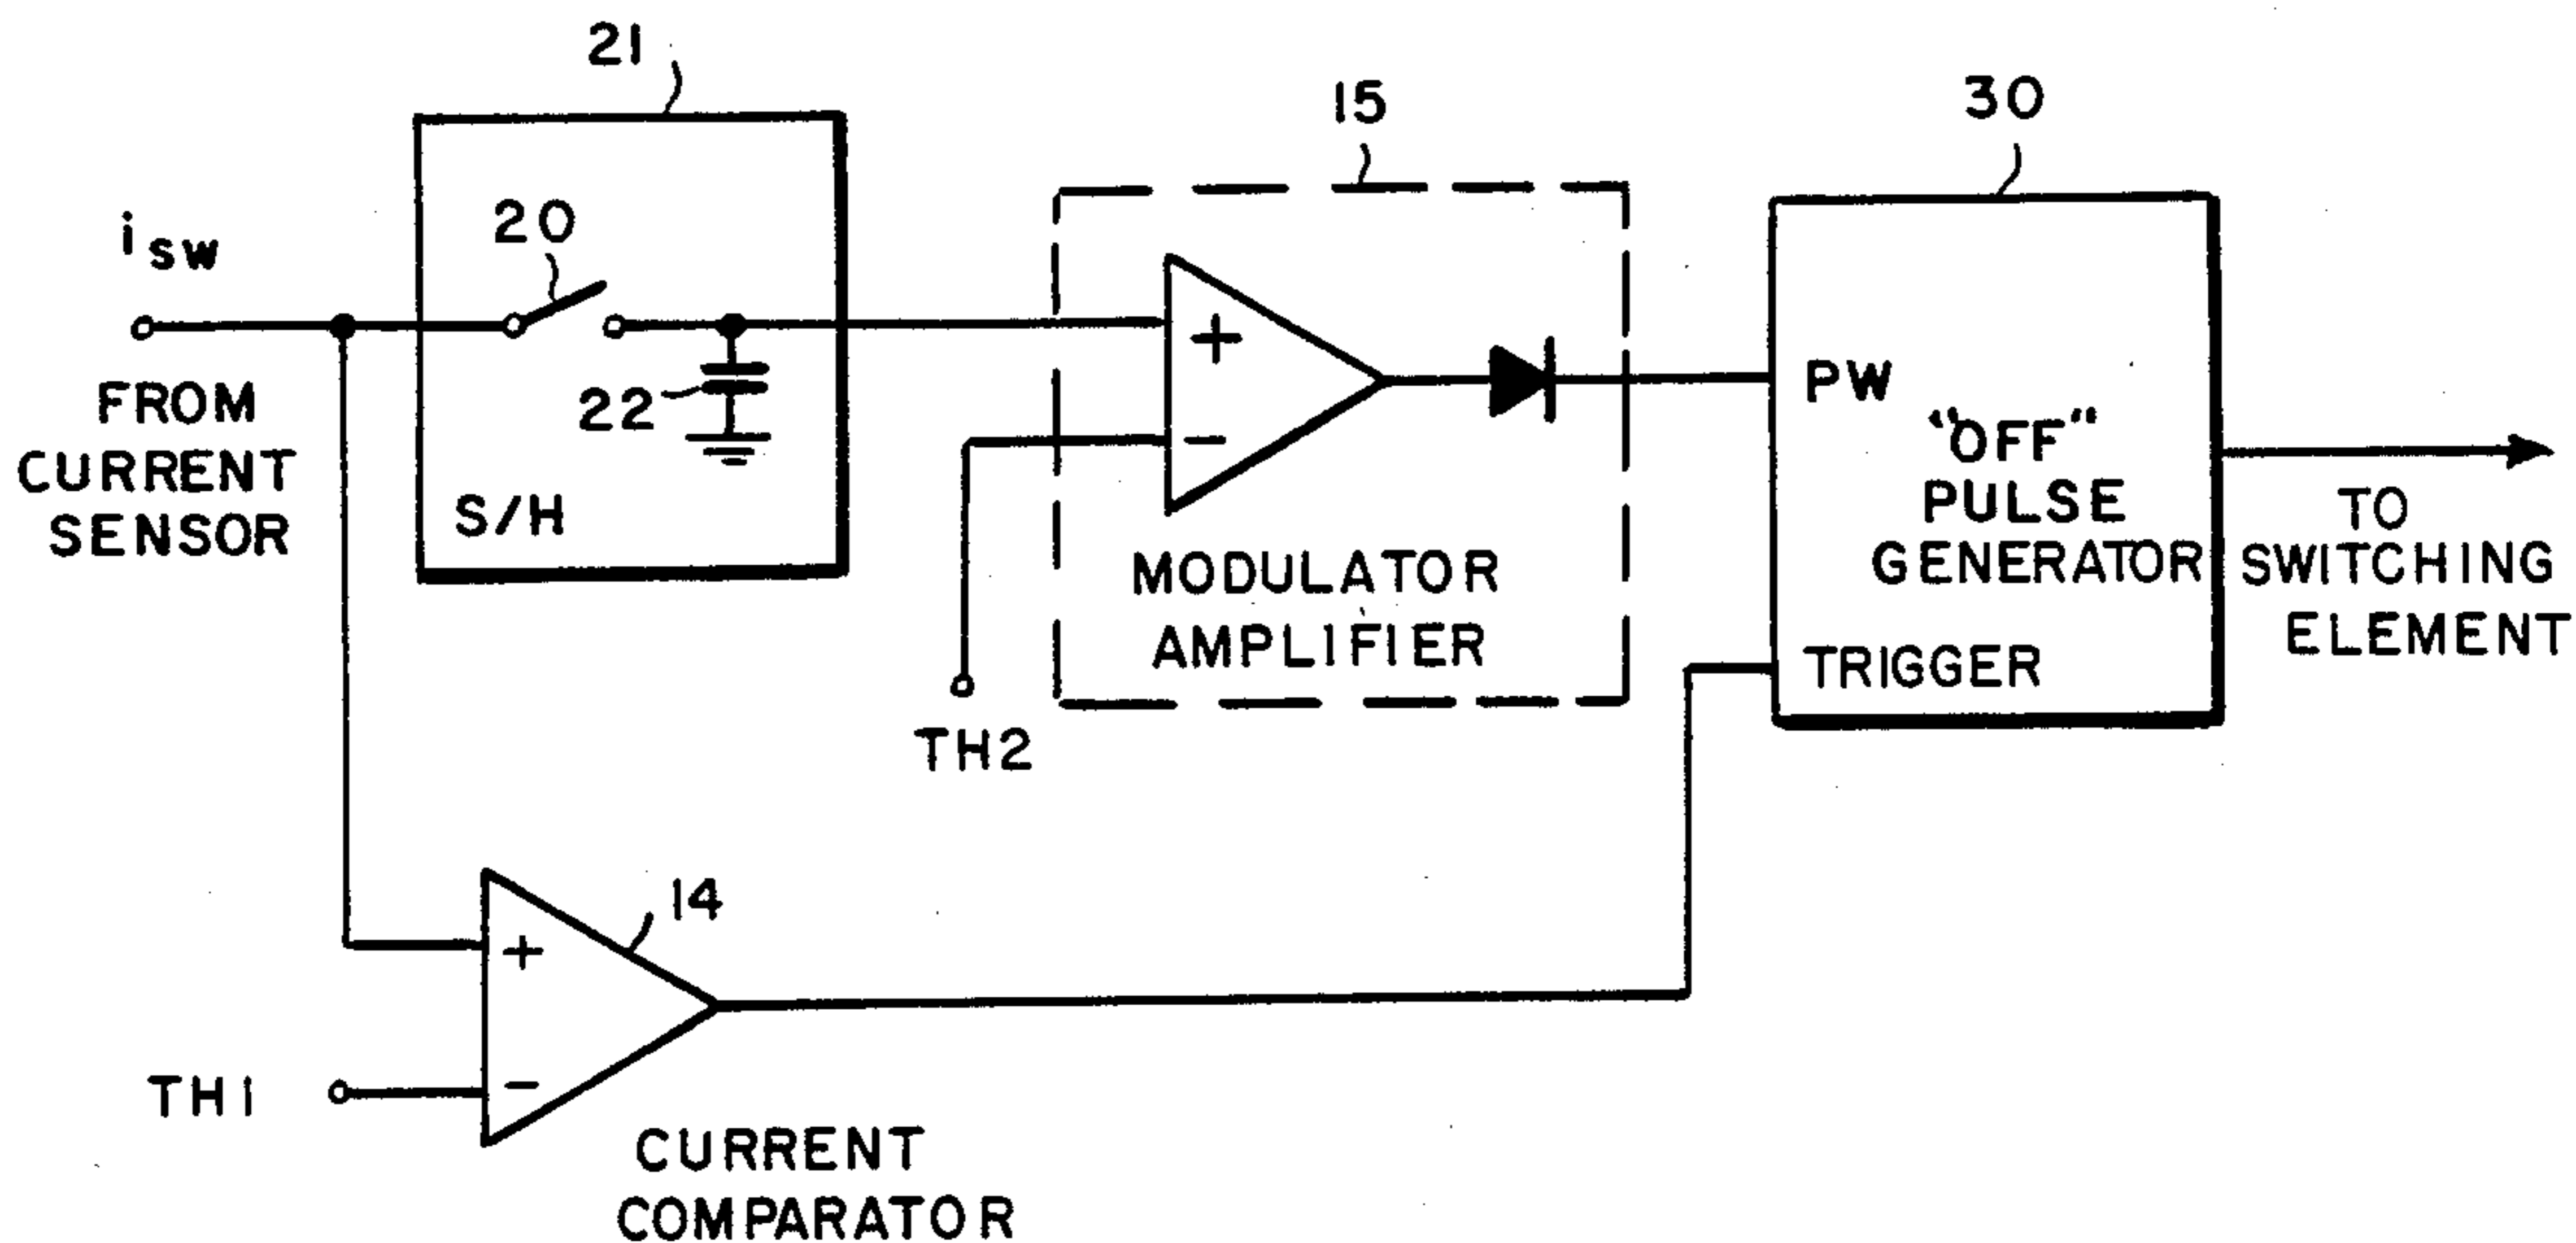 21
15
30
20
i sw
FROM
CURRENT
SENSOR
22
S/H
+
−
MODULATOR
AMPLIFIER
TH2
PW
"OFF"
PULSE
GENERATOR
TRIGGER
TO
SWITCHING
ELEMENT
14
+
−
TH1
CURRENT
COMPARATOR